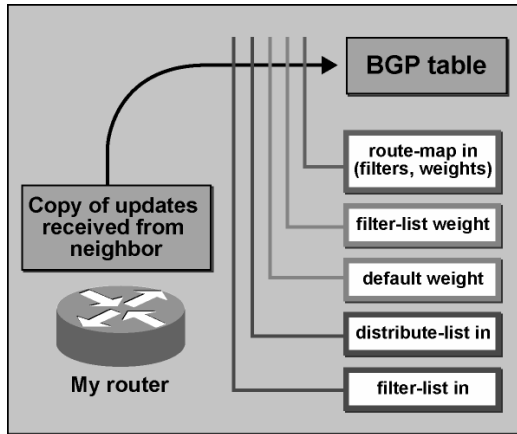 BGP table
route-map in
(filters, weights)
Copy of updates
received from
neighbor
filter-list weight
default weight
distribute-list in
My router
filter-list in